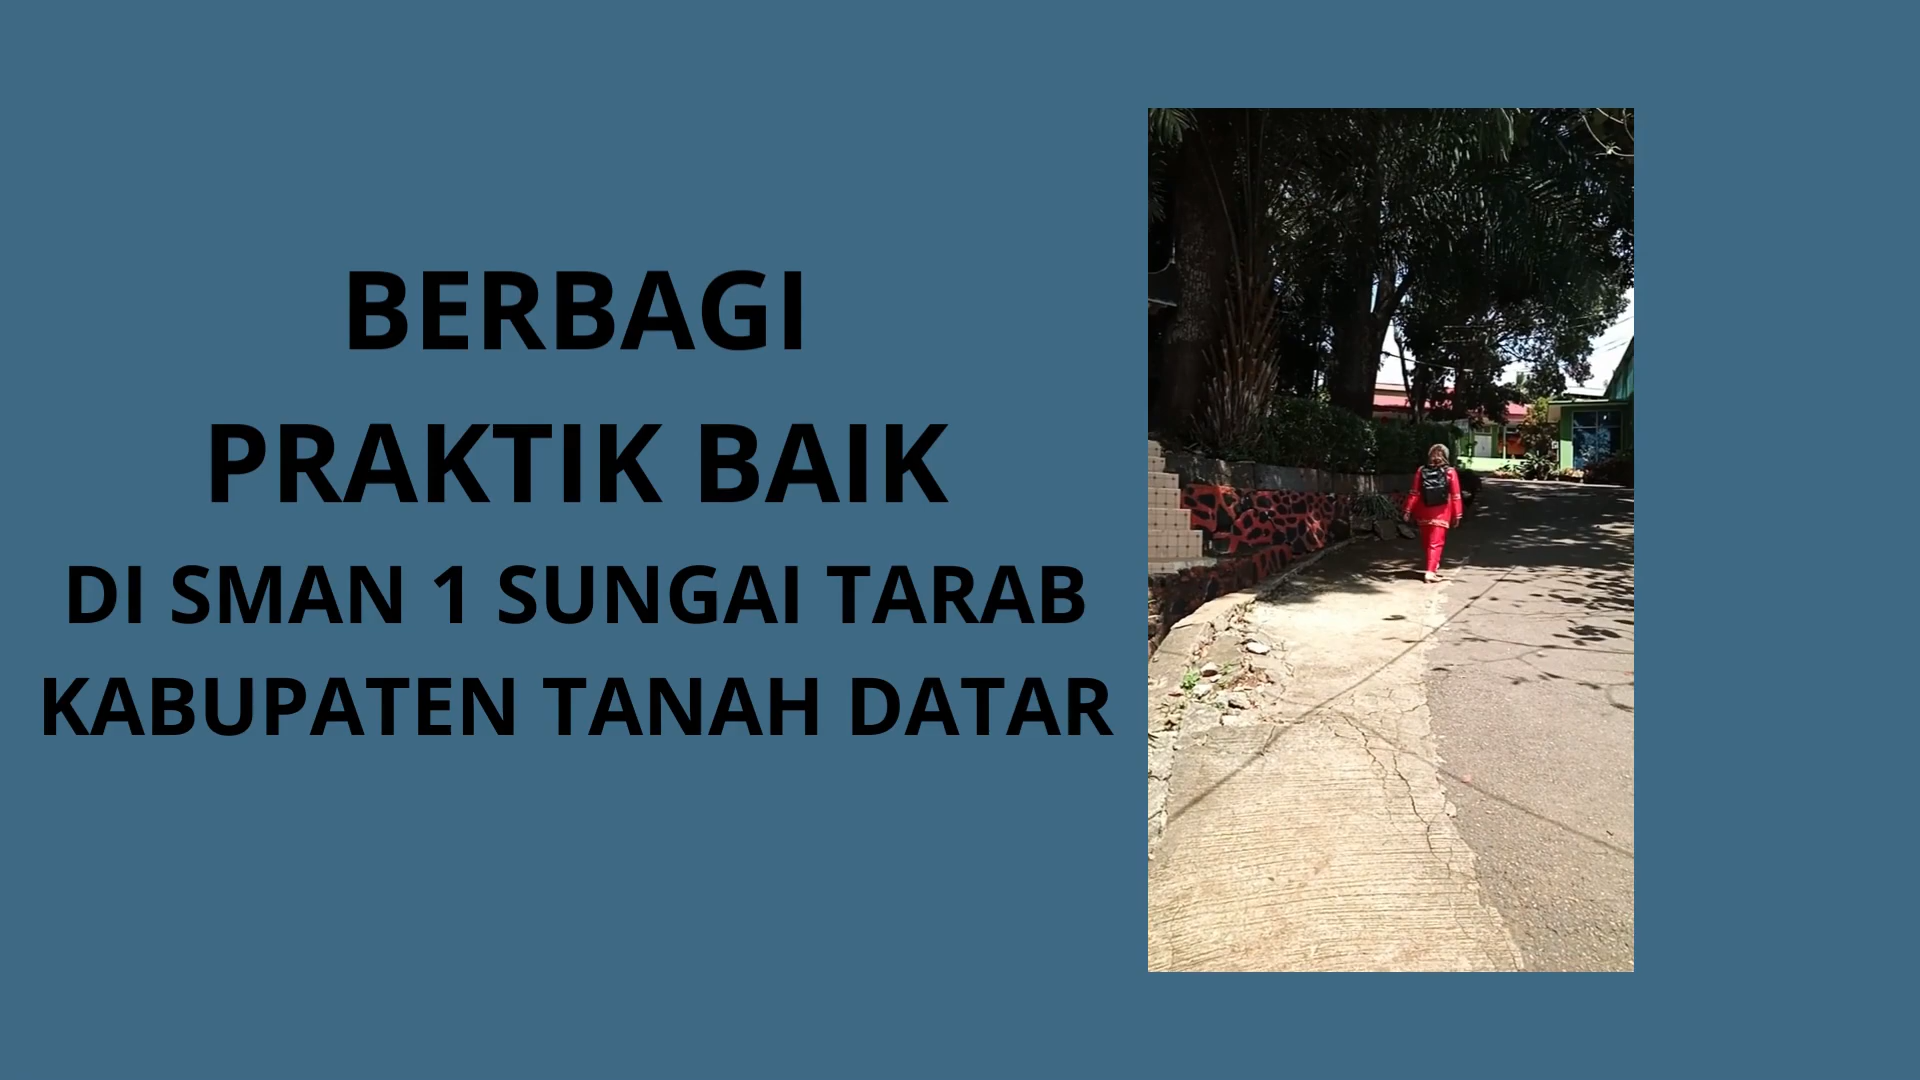 BERBAGI
PRAKTIK BAIK
DI SMAN 1 SUNGAI TARAB
KABUPATEN TANAH DATAR